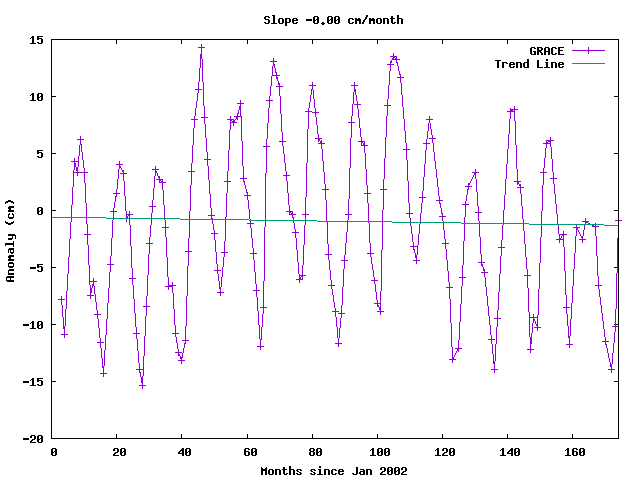 Slope -0.00 cm/month
GRACE
Trend Line
15
10
5
0
-5
-10
-15
-20
Anomaly (cm)
0 20 40 60 80 100 120 140 160
Months since Jan 2002